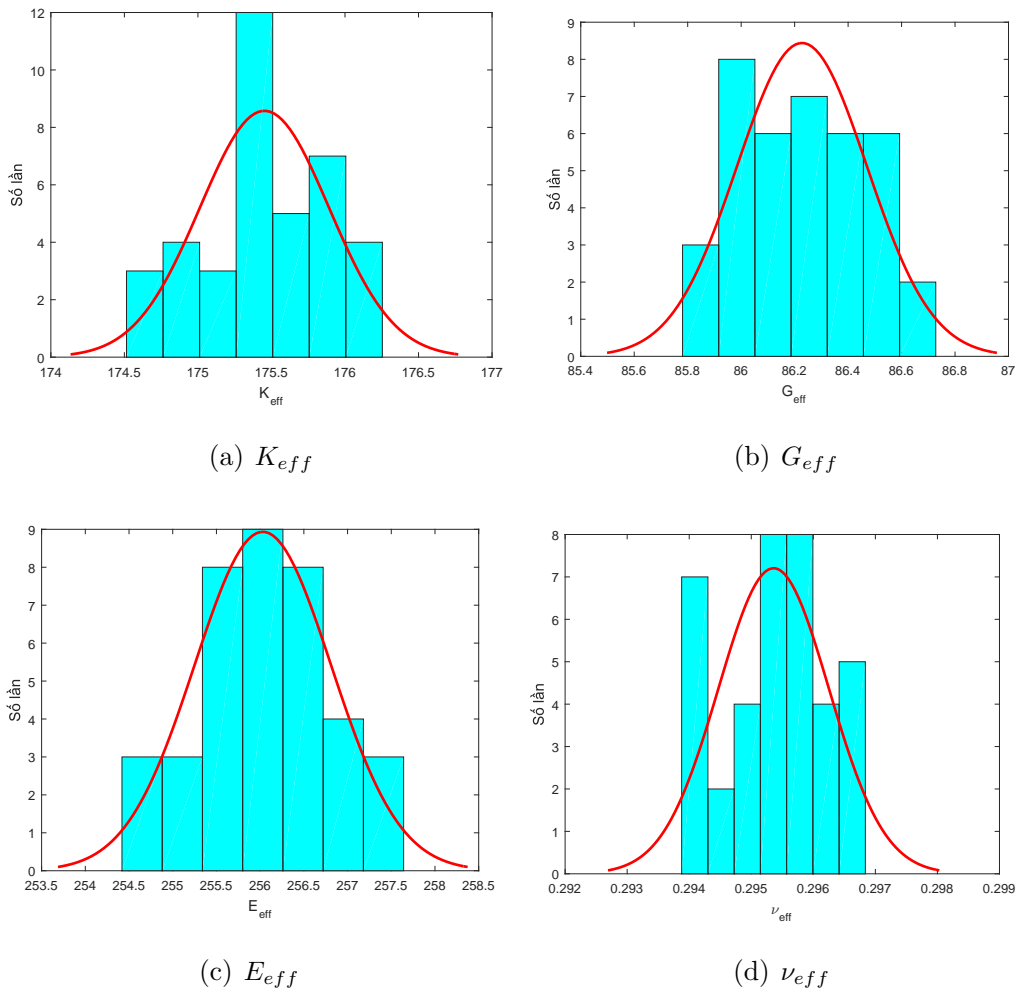 12
10
8
6
4
2
0
Số lần
174 174.5 175 175.5 176 176.5 177
K_eff
(a) K_eff
9
8
7
6
5
4
3
2
1
0
Số lần
85.4 85.6 85.8 86 86.2 86.4 86.6 86.8 87
G_eff
(b) G_eff
9
8
7
6
5
4
3
2
1
0
Số lần
253.5 254 254.5 255 255.5 256 256.5 257 257.5 258 258.5
E_eff
(c) E_eff
8
7
6
5
4
3
2
1
0
Số lần
0.292 0.293 0.294 0.295 0.296 0.297 0.298 0.299
ν_eff
(d) ν_eff